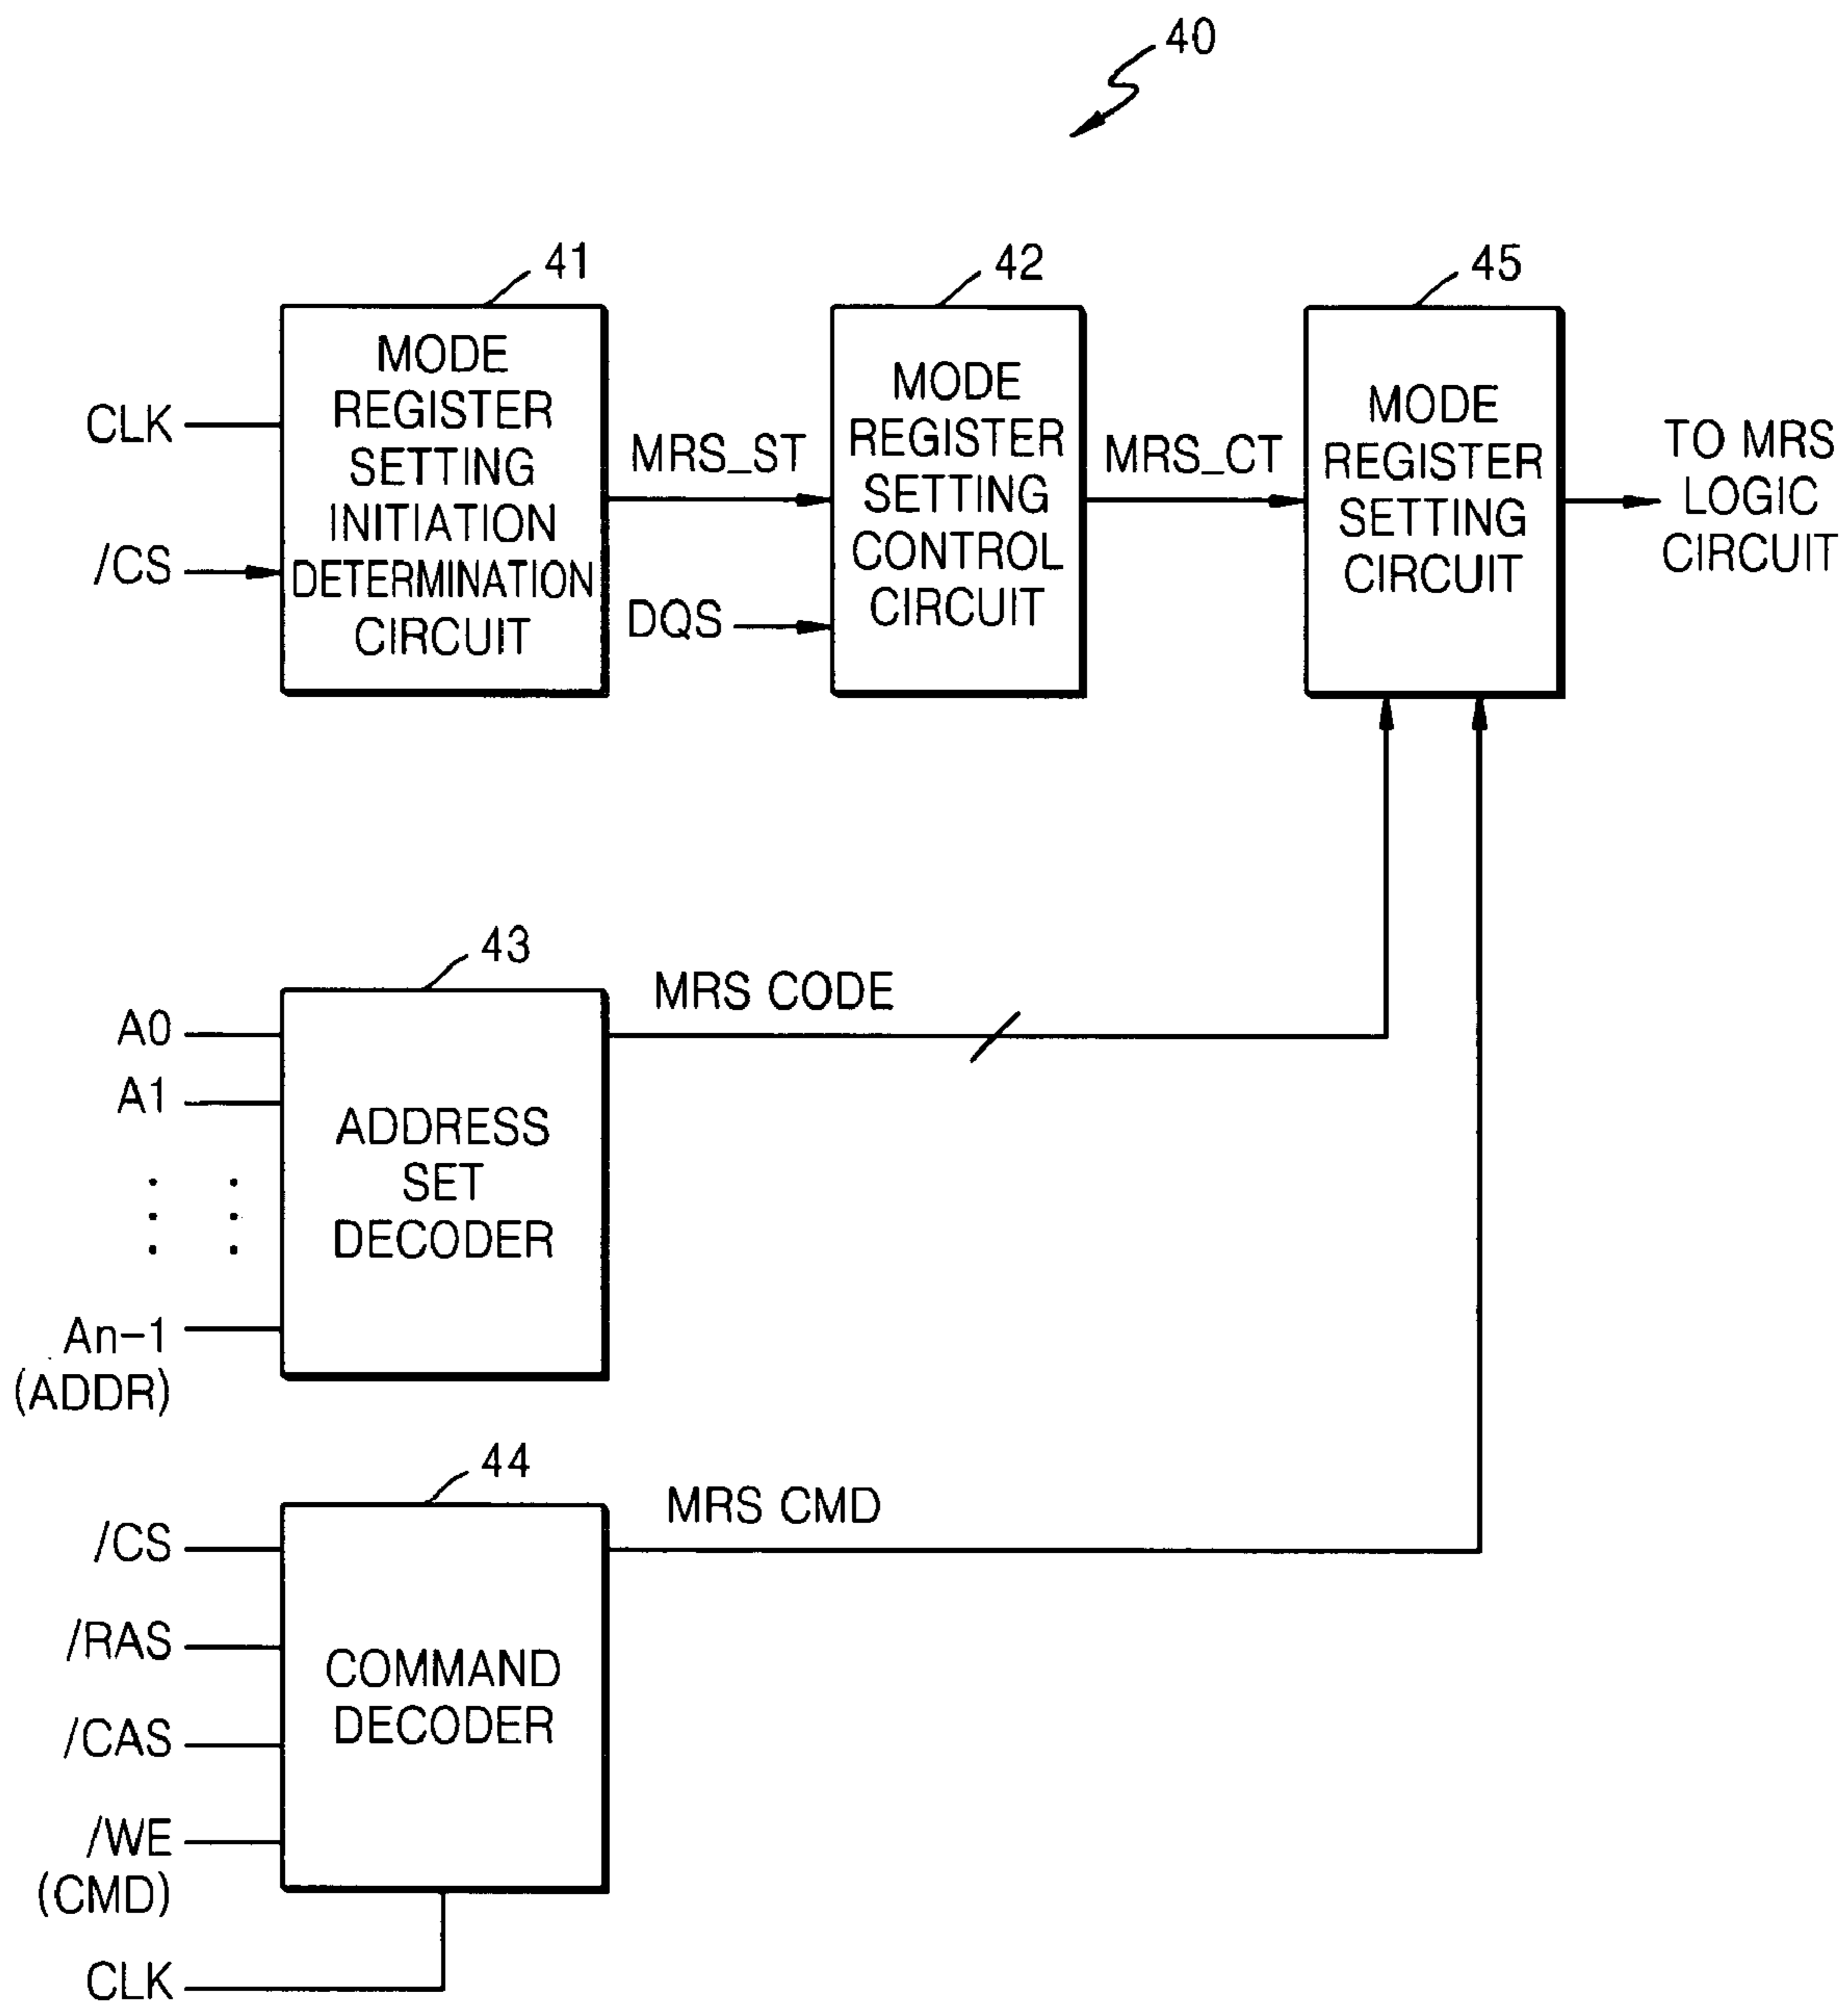 40
41
MODE
REGISTER
SETTING
INITIATION
DETERMINATION
CIRCUIT
CLK
/CS
MRS_ST
DQS
42
MODE
REGISTER
SETTING
CONTROL
CIRCUIT
MRS_CT
45
MODE
REGISTER
SETTING
CIRCUIT
TO MRS
LOGIC
CIRCUIT
43
A0
A1
An-1
(ADDR)
ADDRESS
SET
DECODER
MRS CODE
44
/CS
/RAS
/CAS
/WE
(CMD)
CLK
COMMAND
DECODER
MRS CMD